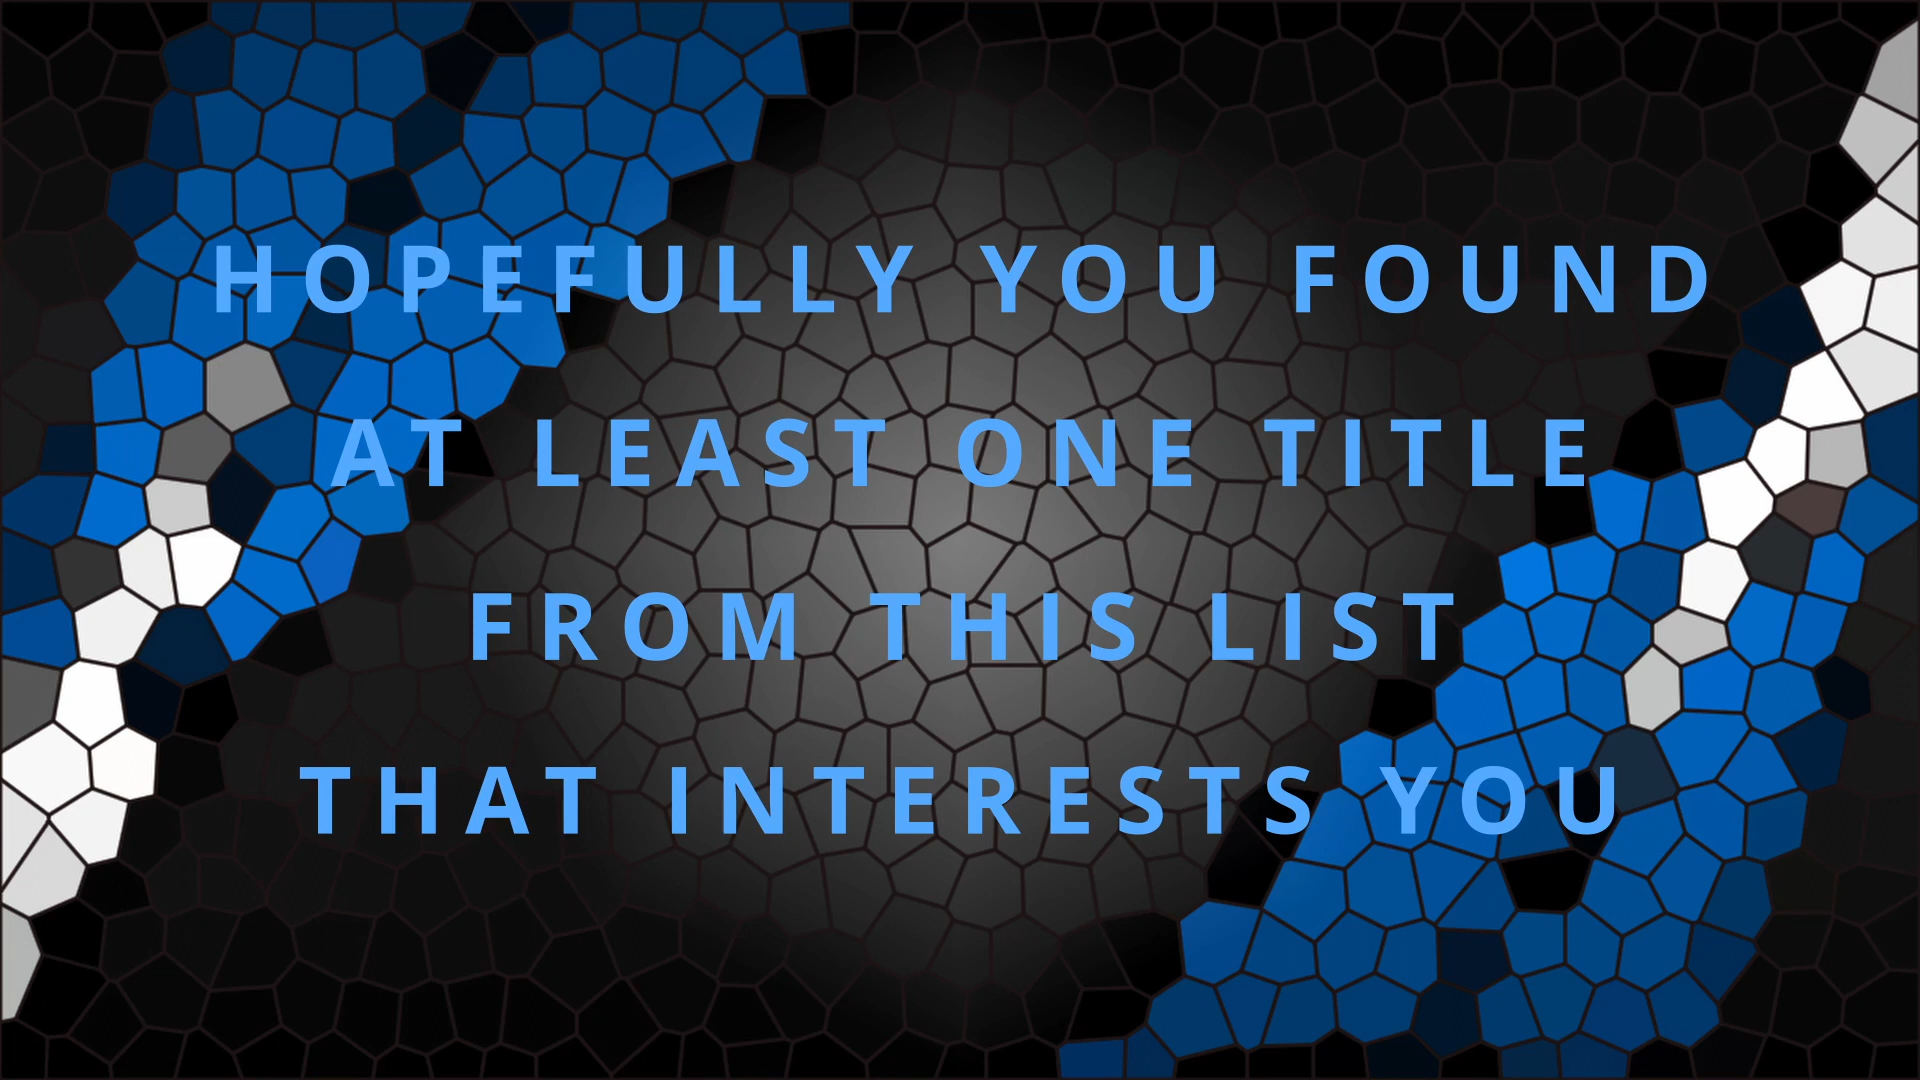 HOPEFULLY YOU FOUND
AT LEAST ONE TITLE
FROM THIS LIST
THAT INTERESTS YOU